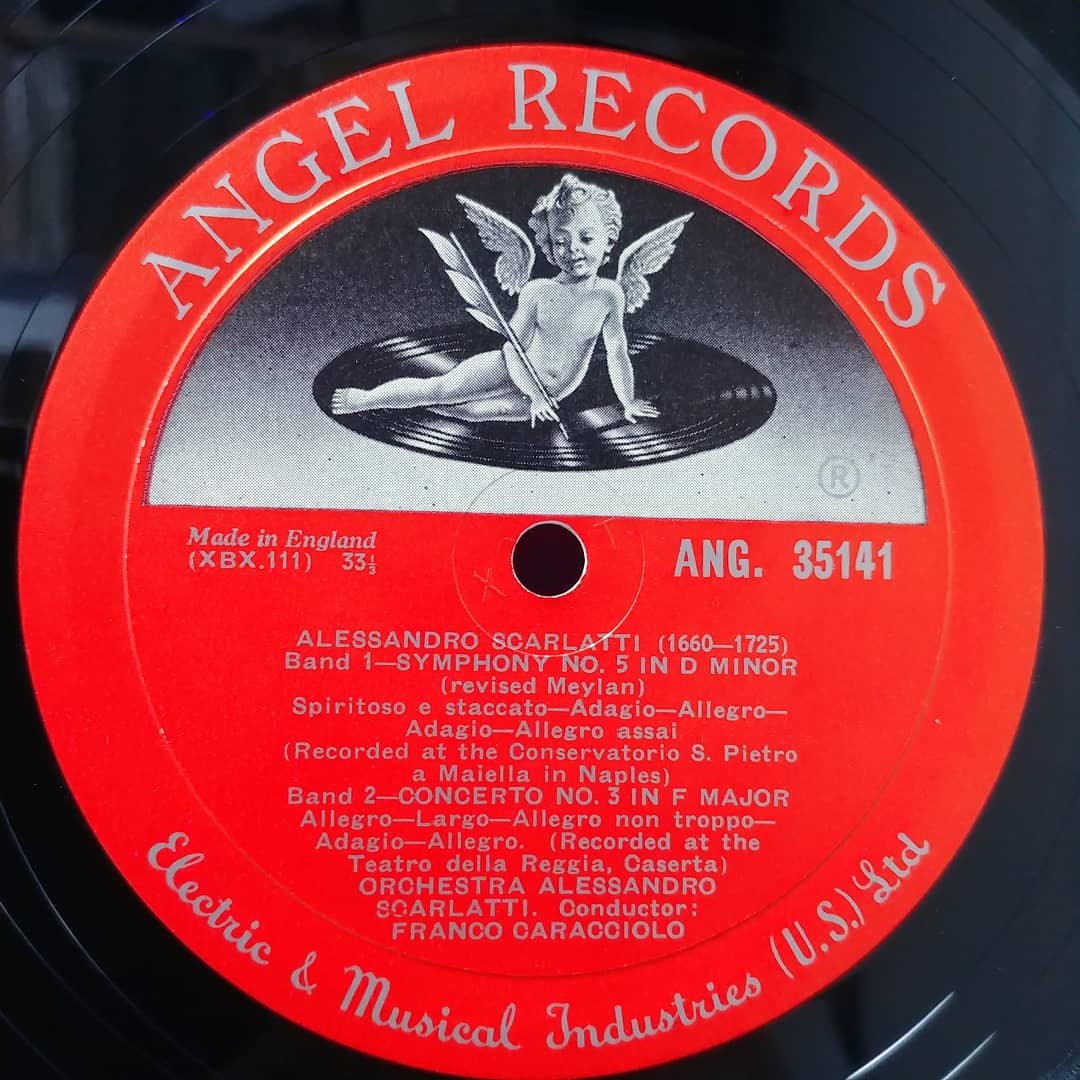 ANGEL RECORDS
®
Made in England
(XBX.111) 33⅓
ANG. 35141
ALESSANDRO SCARLATTI (1660—1725)
Band 1—SYMPHONY NO. 5 IN D MINOR
(revised Meylan)
Spiritoso e staccato—Adagio—Allegro—
Adagio—Allegro assai
(Recorded at the Conservatorio S. Pietro
a Maiella in Naples)
Band 2—CONCERTO NO. 3 IN F MAJOR
Allegro—Largo—Allegro non troppo—
Adagio—Allegro. (Recorded at the
Teatro della Reggia, Caserta)
ORCHESTRA ALESSANDRO
SCARLATTI. Conductor:
FRANCO CARACCIOLO
Electric & Musical Industries (U.S.) Ltd